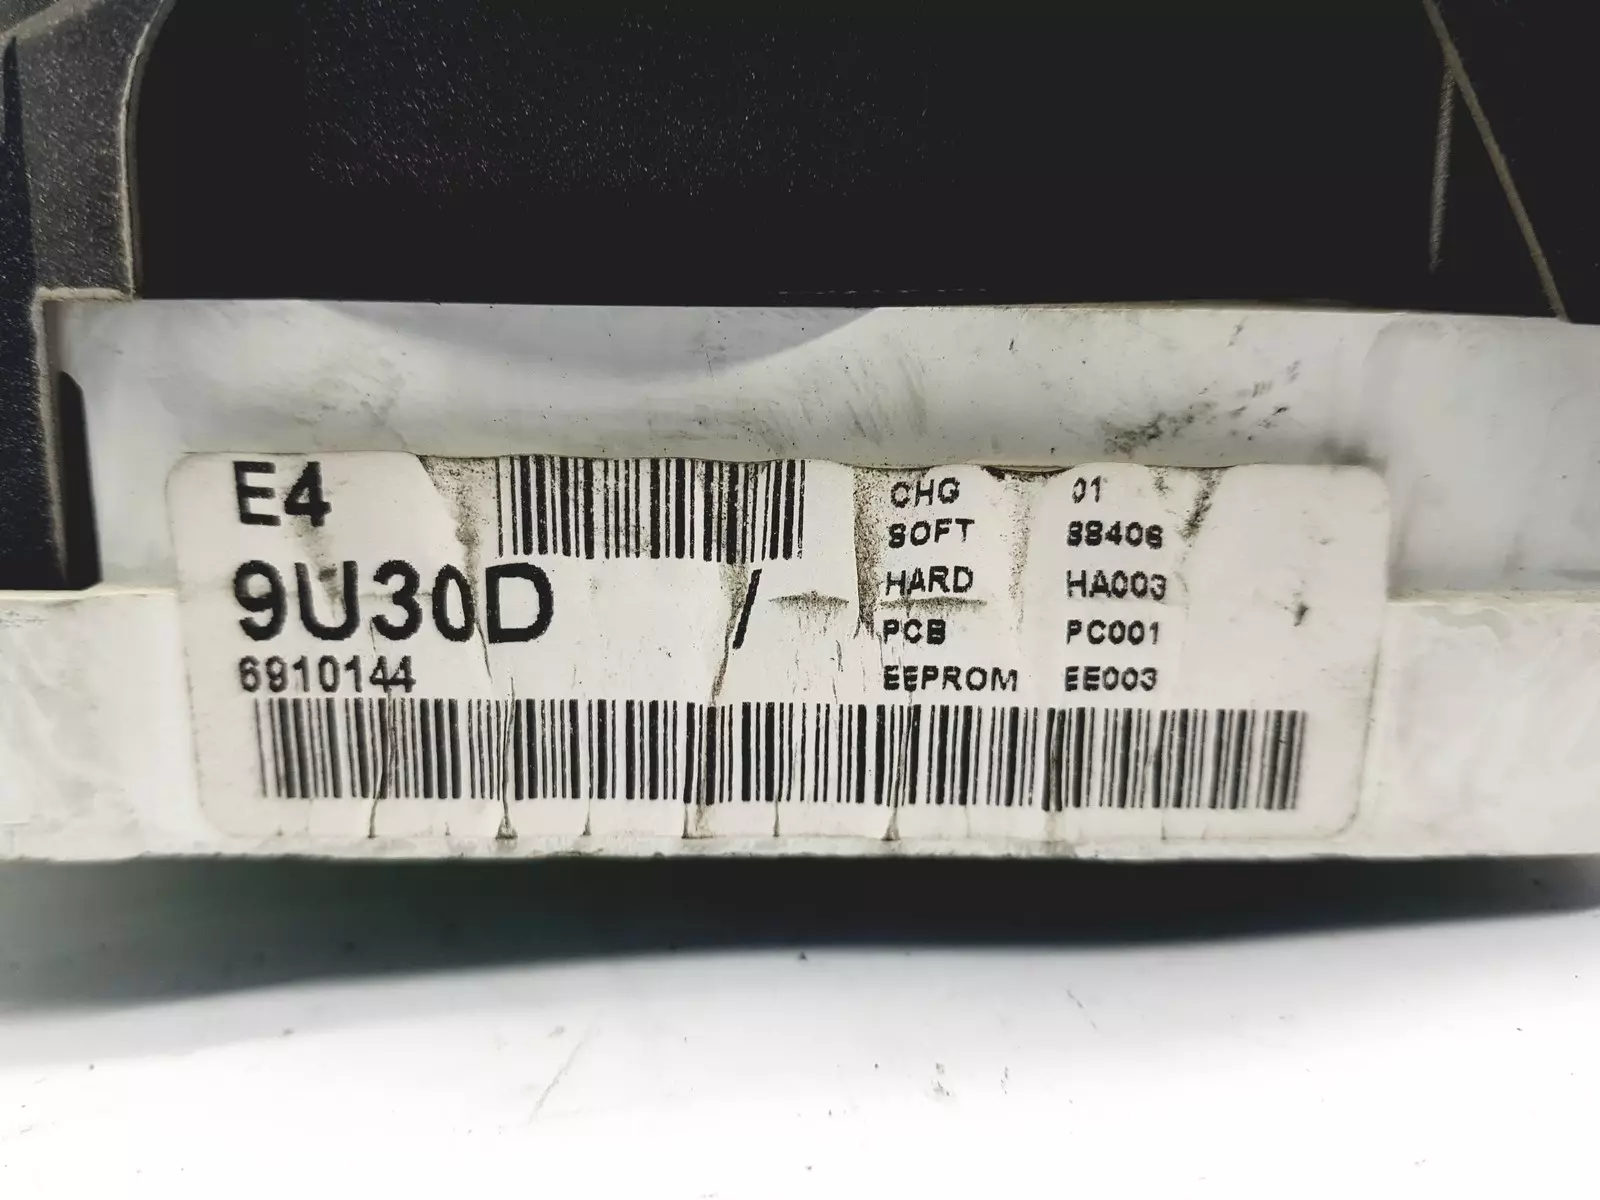 E4
9U30D /
6910144
CHG 01
SOFT 88406
HARD HA003
PCB PC001
EEPROM EE003